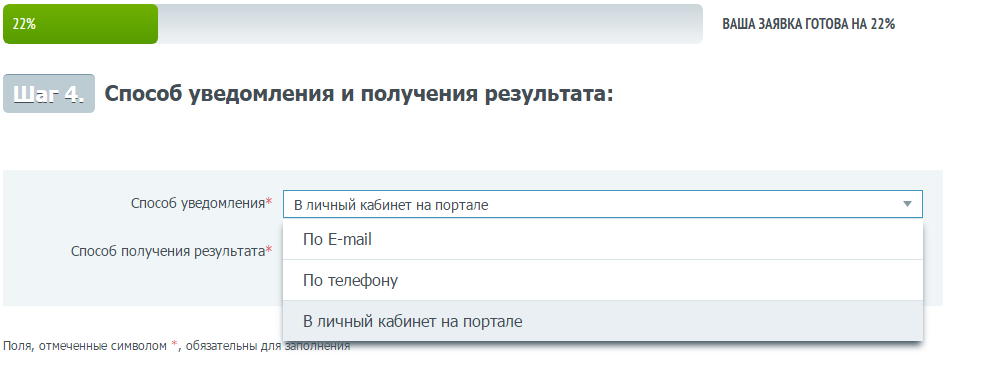 22%
ВАША ЗАЯВКА ГОТОВА НА 22%
Шаг 4. Способ уведомления и получения результата:
Способ уведомления* В личный кабинет на портале
По E-mail
Способ получения результата*
По телефону
В личный кабинет на портале
Поля, отмеченные символом *, обязательны для заполнения